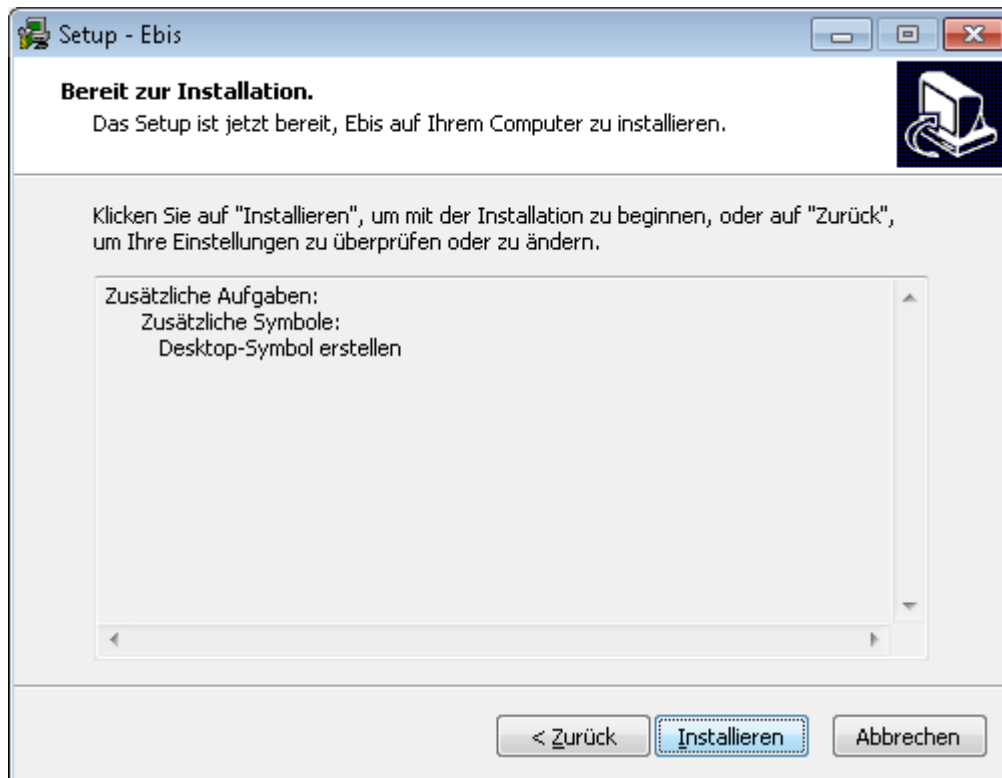 Setup - Ebis
Bereit zur Installation.
Das Setup ist jetzt bereit, Ebis auf Ihrem Computer zu installieren.
Klicken Sie auf "Installieren", um mit der Installation zu beginnen, oder auf "Zurück",
um Ihre Einstellungen zu überprüfen oder zu ändern.
Zusätzliche Aufgaben:
Zusätzliche Symbole:
Desktop-Symbol erstellen
< Zurück Installieren Abbrechen